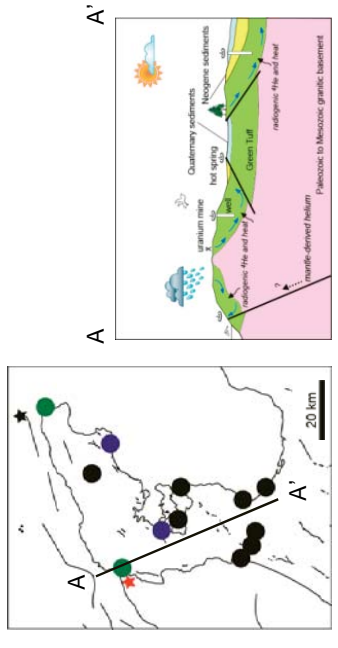 A
A'
20 km
A
A'
uranium mine
hot spring
Quaternary sediments
Neogene sediments
well
Green Tuff
radiogenic ⁴He and heat
radiogenic ⁴He and heat
?
mantle-derived helium
Paleozoic to Mesozoic granitic basement